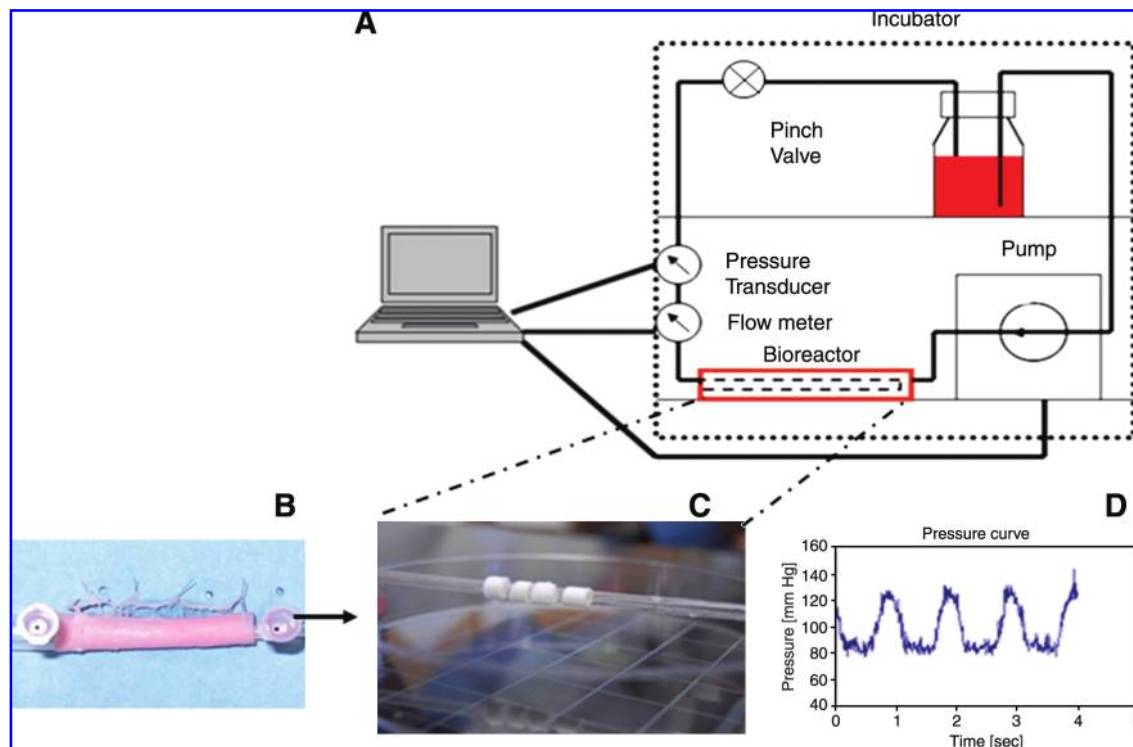 A
Incubator
Pinch
Valve
Pump
Pressure
Transducer
Flow meter
Bioreactor
B
C
D
Pressure curve
Pressure [mm Hg]
160
140
120
100
80
60
40
0
1
2
3
4
Time [sec]